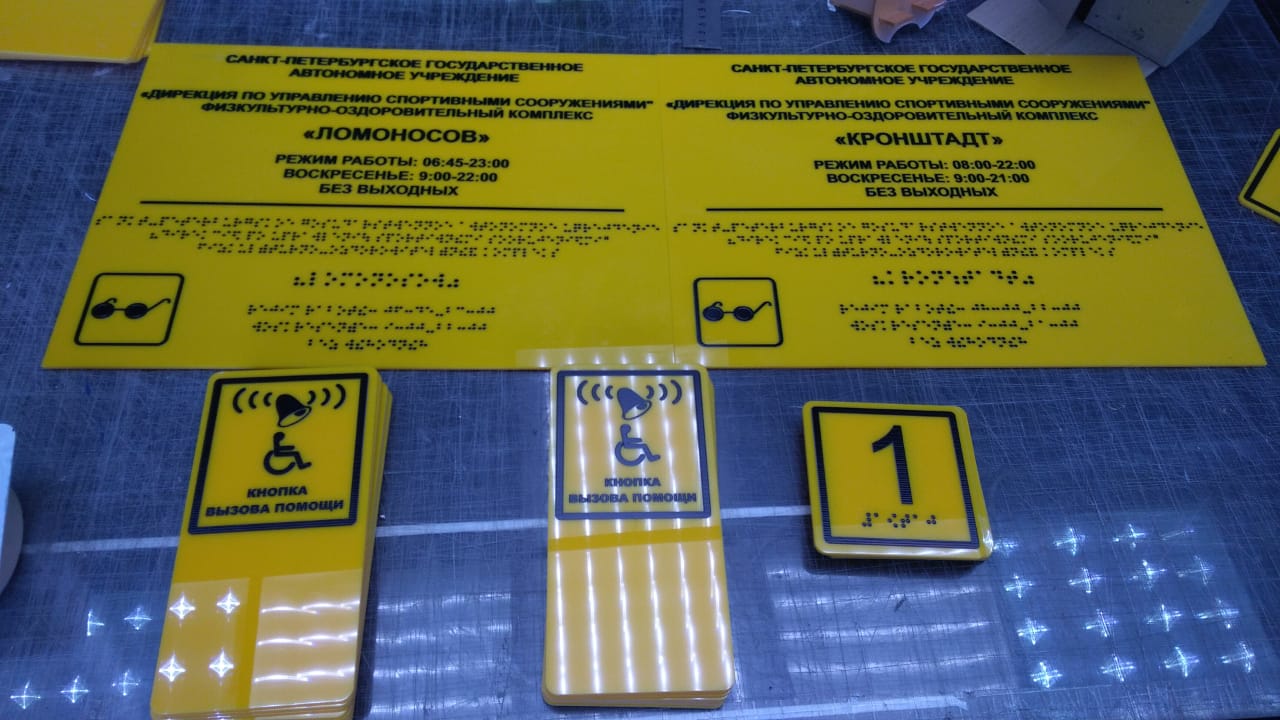 САНКТ-ПЕТЕРБУРГСКОЕ ГОСУДАРСТВЕННОЕ
АВТОНОМНОЕ УЧРЕЖДЕНИЕ
«ДИРЕКЦИЯ ПО УПРАВЛЕНИЮ СПОРТИВНЫМИ СООРУЖЕНИЯМИ"
ФИЗКУЛЬТУРНО-ОЗДОРОВИТЕЛЬНЫЙ КОМПЛЕКС
«ЛОМОНОСОВ»
РЕЖИМ РАБОТЫ: 06:45-23:00
ВОСКРЕСЕНЬЕ: 9:00-22:00
БЕЗ ВЫХОДНЫХ
САНКТ-ПЕТЕРБУРГСКОЕ ГОСУДАРСТВЕННОЕ
АВТОНОМНОЕ УЧРЕЖДЕНИЕ
«ДИРЕКЦИЯ ПО УПРАВЛЕНИЮ СПОРТИВНЫМИ СООРУЖЕНИЯМИ"
ФИЗКУЛЬТУРНО-ОЗДОРОВИТЕЛЬНЫЙ КОМПЛЕКС
«КРОНШТАДТ»
РЕЖИМ РАБОТЫ: 08:00-22:00
ВОСКРЕСЕНЬЕ: 9:00-21:00
БЕЗ ВЫХОДНЫХ
КНОПКА
ВЫЗОВА ПОМОЩИ
КНОПКА
ВЫЗОВА ПОМОЩИ
1